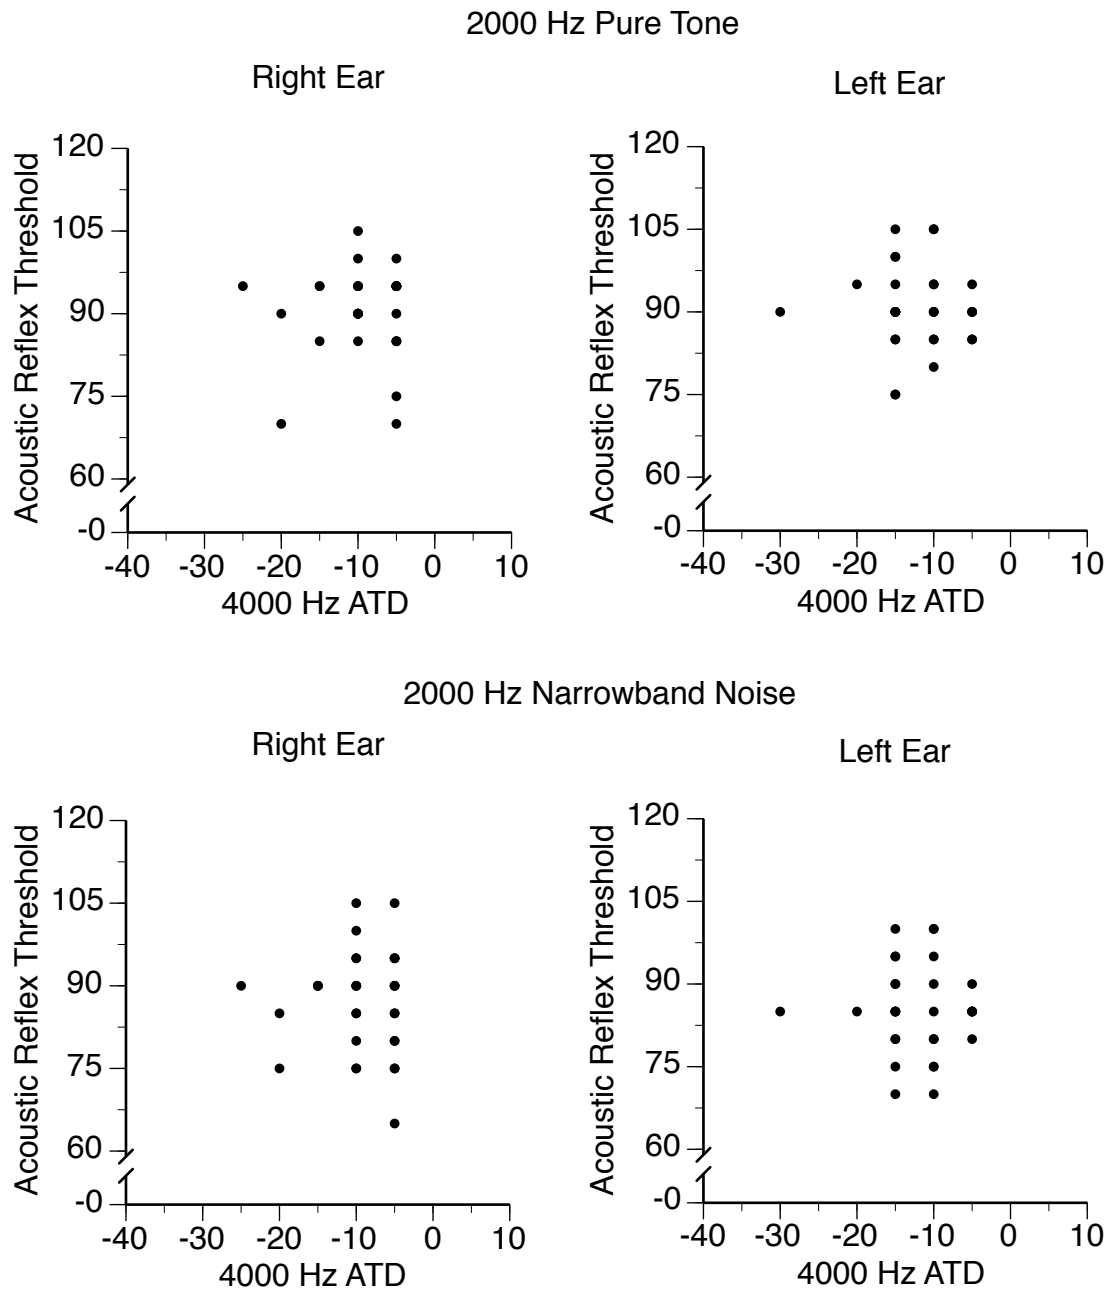 2000 Hz Pure Tone
Right Ear
Left Ear
Acoustic Reflex Threshold
120
105
90
75
60
-0
-40 -30 -20 -10 0 10
4000 Hz ATD
Acoustic Reflex Threshold
120
105
90
75
60
-0
-40 -30 -20 -10 0 10
4000 Hz ATD
2000 Hz Narrowband Noise
Right Ear
Left Ear
Acoustic Reflex Threshold
120
105
90
75
60
-0
-40 -30 -20 -10 0 10
4000 Hz ATD
Acoustic Reflex Threshold
120
105
90
75
60
-0
-40 -30 -20 -10 0 10
4000 Hz ATD